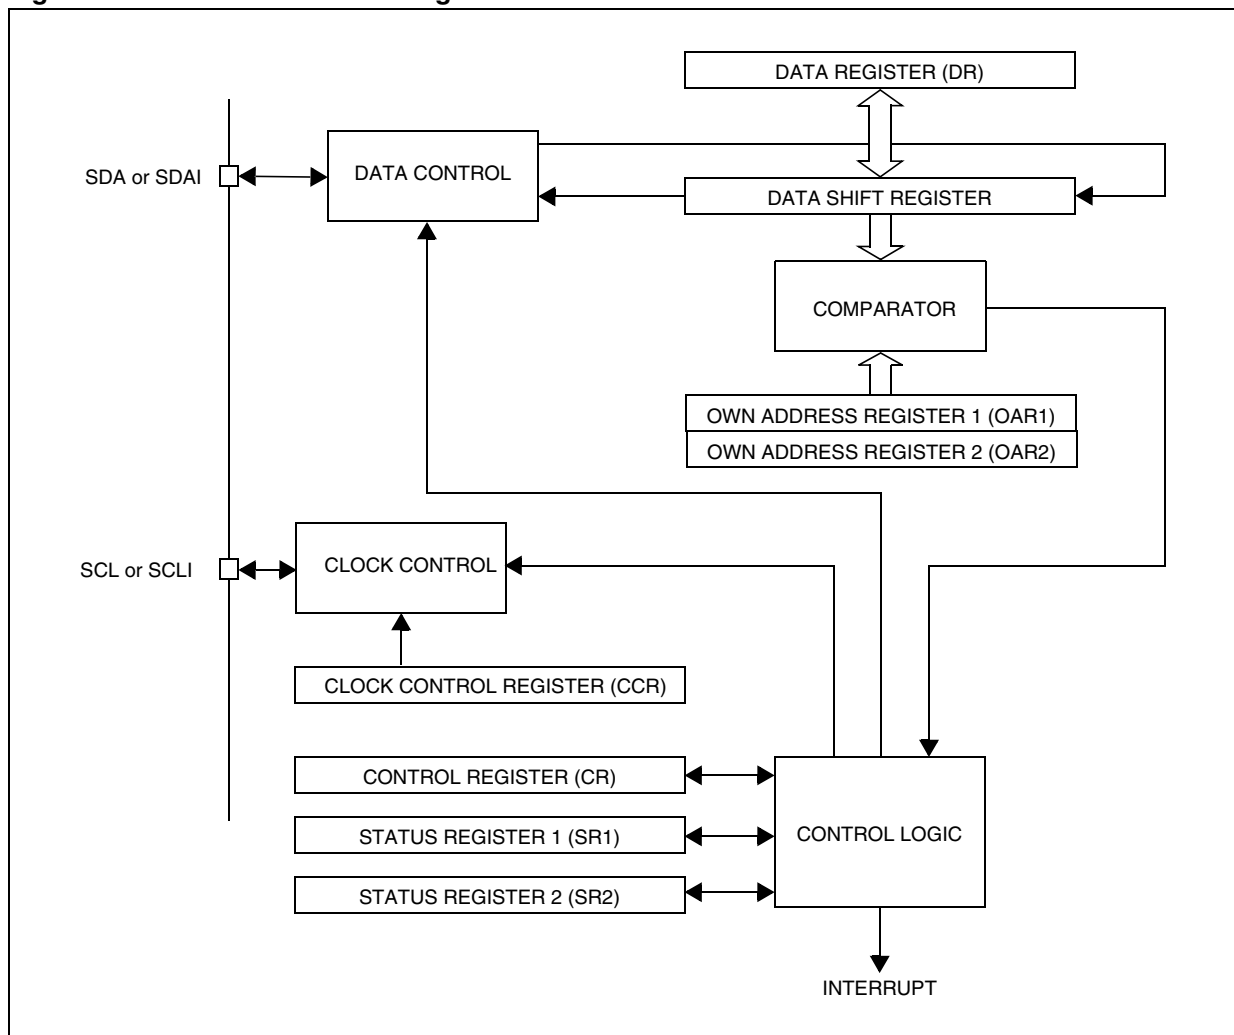 DATA REGISTER (DR)
DATA CONTROL
SDA or SDAI
DATA SHIFT REGISTER
COMPARATOR
OWN ADDRESS REGISTER 1 (OAR1)
OWN ADDRESS REGISTER 2 (OAR2)
CLOCK CONTROL
SCL or SCLI
CLOCK CONTROL REGISTER (CCR)
CONTROL REGISTER (CR)
STATUS REGISTER 1 (SR1)
CONTROL LOGIC
STATUS REGISTER 2 (SR2)
INTERRUPT